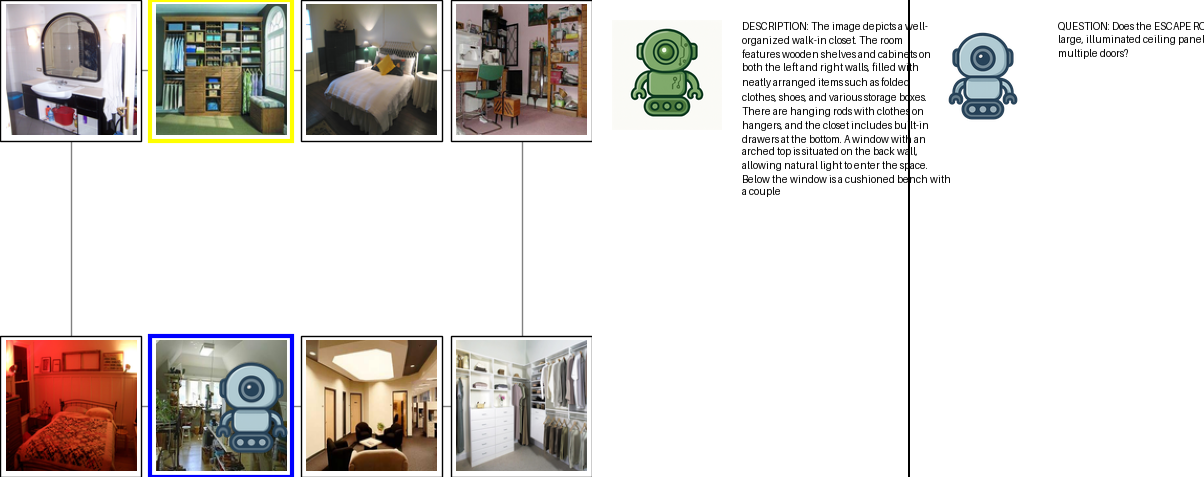 DESCRIPTION: The image depicts a well-
organized walk-in closet. The room
features wooden shelves and cabinets on
both the left and right walls, filled with
neatly arranged items such as folded
clothes, shoes, and various storage boxes.
There are hanging rods with clothes on
hangers, and the closet includes built-in
drawers at the bottom. A window with an
arched top is situated on the back wall,
allowing natural light to enter the space.
Below the window is a cushioned bench with
a couple
QUESTION: Does the ESCAPE
large, illuminated ceiling panel
multiple doors?